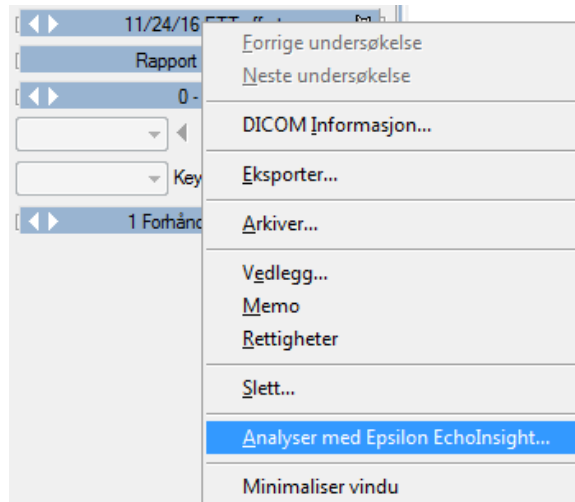 11/24/16
Forrige undersøkelse
Rapport
Neste undersøkelse
0 -
DICOM Informasjon...
Key
Eksporter...
1 Forhånd
Arkiver...
Vedlegg...
Memo
Rettigheter
Slett...
Analyser med Epsilon EchoInsight...
Minimaliser vindu